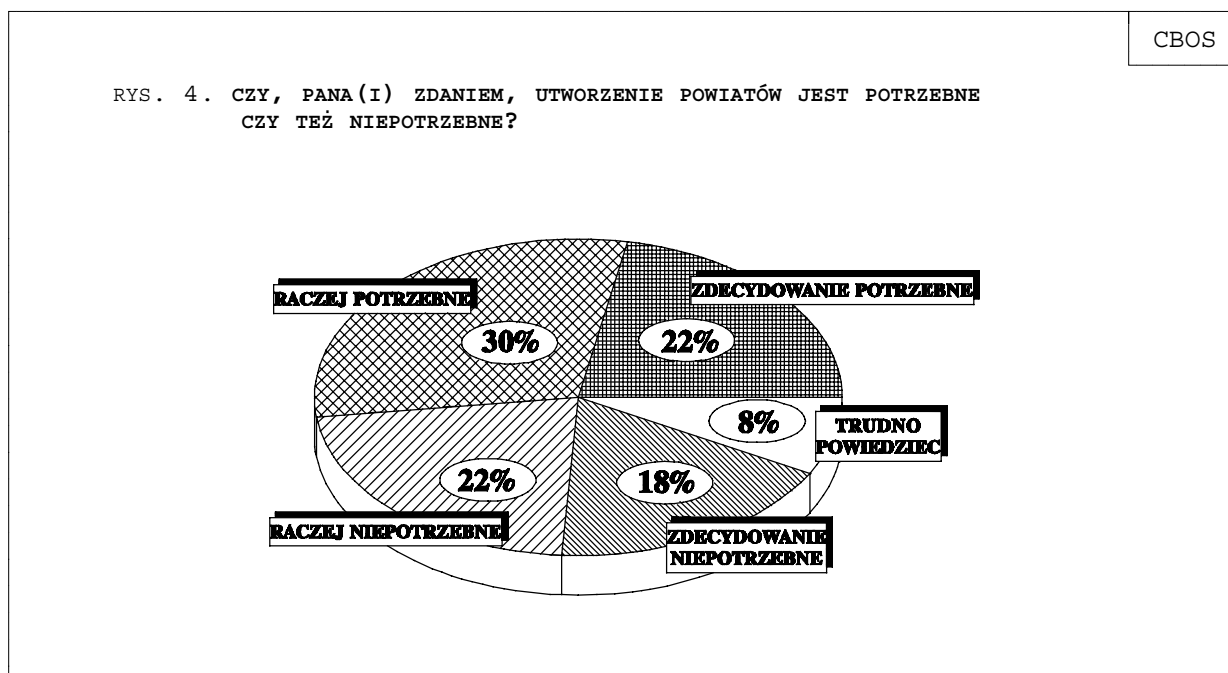 CBOS
RYS. 4. CZY, PANA(I) ZDANIEM, UTWORZENIE POWIATÓW JEST POTRZEBNE
CZY TEŻ NIEPOTRZEBNE?
RACZEJ POTRZEBNE
ZDECYDOWANIE POTRZEBNE
30%
22%
8%
TRUDNO
POWIEDZIEC
22%
18%
RACZEJ NIEPOTRZEBNE
ZDECYDOWANIE
NIEPOTRZEBNE